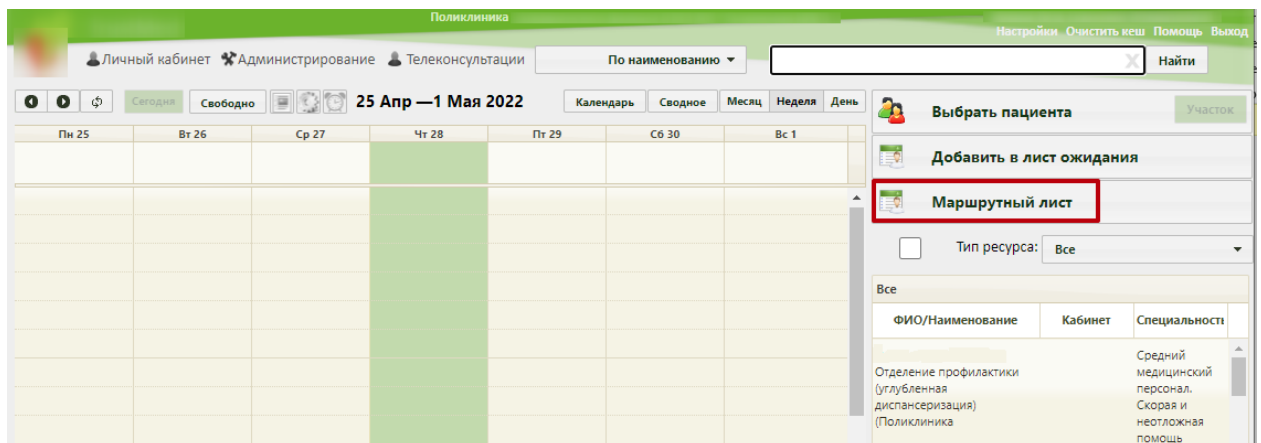 Поликлиника
Настройки Очистить кеш Помощь Выход
Личный кабинет Администрирование Телеконсультации По наименованию X Найти
Сегодня Свободно 25 Апр —1 Мая 2022 Календарь Сводное Месяц Неделя День
Выбрать пациента Участок
Пн 25 Вт 26 Ср 27 Чт 28 Пт 29 Сб 30 Вс 1
Добавить в лист ожидания
Маршрутный лист
Тип ресурса: Все
Все
ФИО/Наименование Кабинет Специальность
Средний
Отделение профилактики медицинский
(углубленная персонал.
диспансеризация) Скорая и
(Поликлиника неотложная
помощь